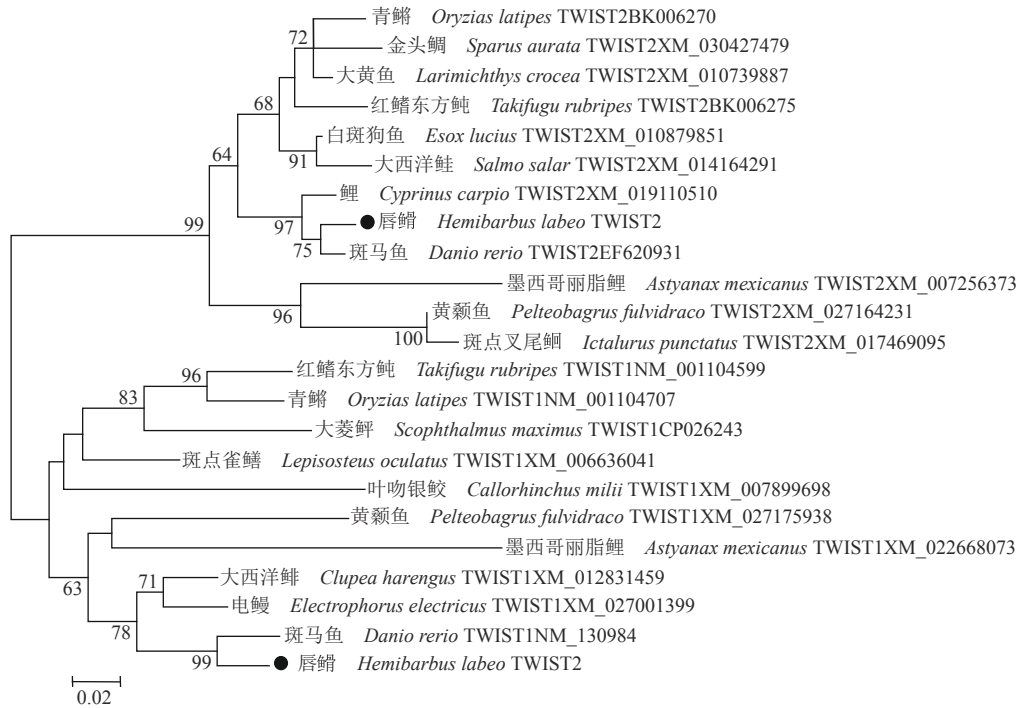 青鳉 Oryzias latipes TWIST2BK006270
72
金头鲷 Sparus aurata TWIST2XM_030427479
大黄鱼 Larimichthys crocea TWIST2XM_010739887
68
红鳍东方鲀 Takifugu rubripes TWIST2BK006275
白斑狗鱼 Esox lucius TWIST2XM_010879851
64
91
大西洋鲑 Salmo salar TWIST2XM_014164291
鲤 Cyprinus carpio TWIST2XM_019110510
99
97
唇䱻 Hemibarbus labeo TWIST2
75
斑马鱼 Danio rerio TWIST2EF620931
墨西哥丽脂鲤 Astyanax mexicanus TWIST2XM_007256373
96
黄颡鱼 Pelteobagrus fulvidraco TWIST2XM_027164231
100
斑点叉尾鮰 Ictalurus punctatus TWIST2XM_017469095
96
红鳍东方鲀 Takifugu rubripes TWIST1NM_001104599
83
青鳉 Oryzias latipes TWIST1NM_001104707
大菱鲆 Scophthalmus maximus TWIST1CP026243
斑点雀鳝 Lepisosteus oculatus TWIST1XM_006636041
叶吻银鲛 Callorhinchus milii TWIST1XM_007899698
黄颡鱼 Pelteobagrus fulvidraco TWIST1XM_027175938
墨西哥丽脂鲤 Astyanax mexicanus TWIST1XM_022668073
63
71
大西洋鲱 Clupea harengus TWIST1XM_012831459
电鳗 Electrophorus electricus TWIST1XM_027001399
78
斑马鱼 Danio rerio TWIST1NM_130984
99
唇䱻 Hemibarbus labeo TWIST2
0.02